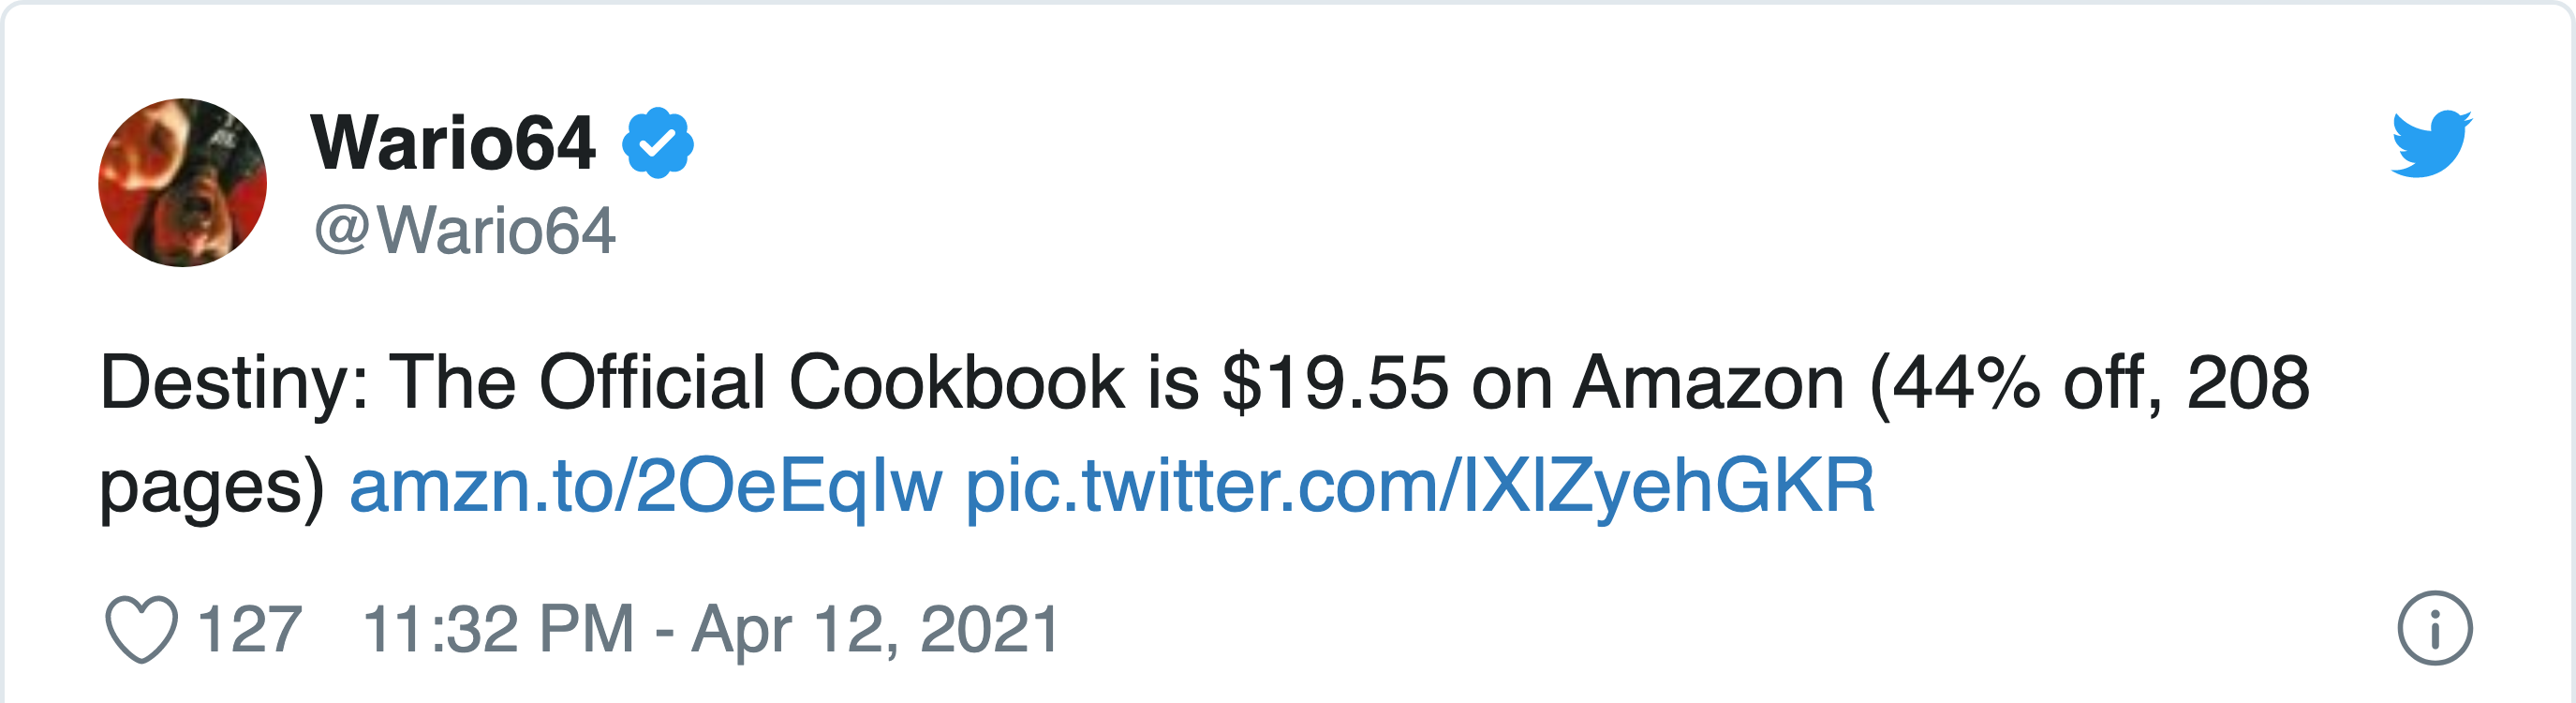 Wario64
@Wario64
Destiny: The Official Cookbook is $19.55 on Amazon (44% off, 208
pages) amzn.to/2OeEqIw pic.twitter.com/IXIZyehGKR
127 11:32 PM - Apr 12, 2021